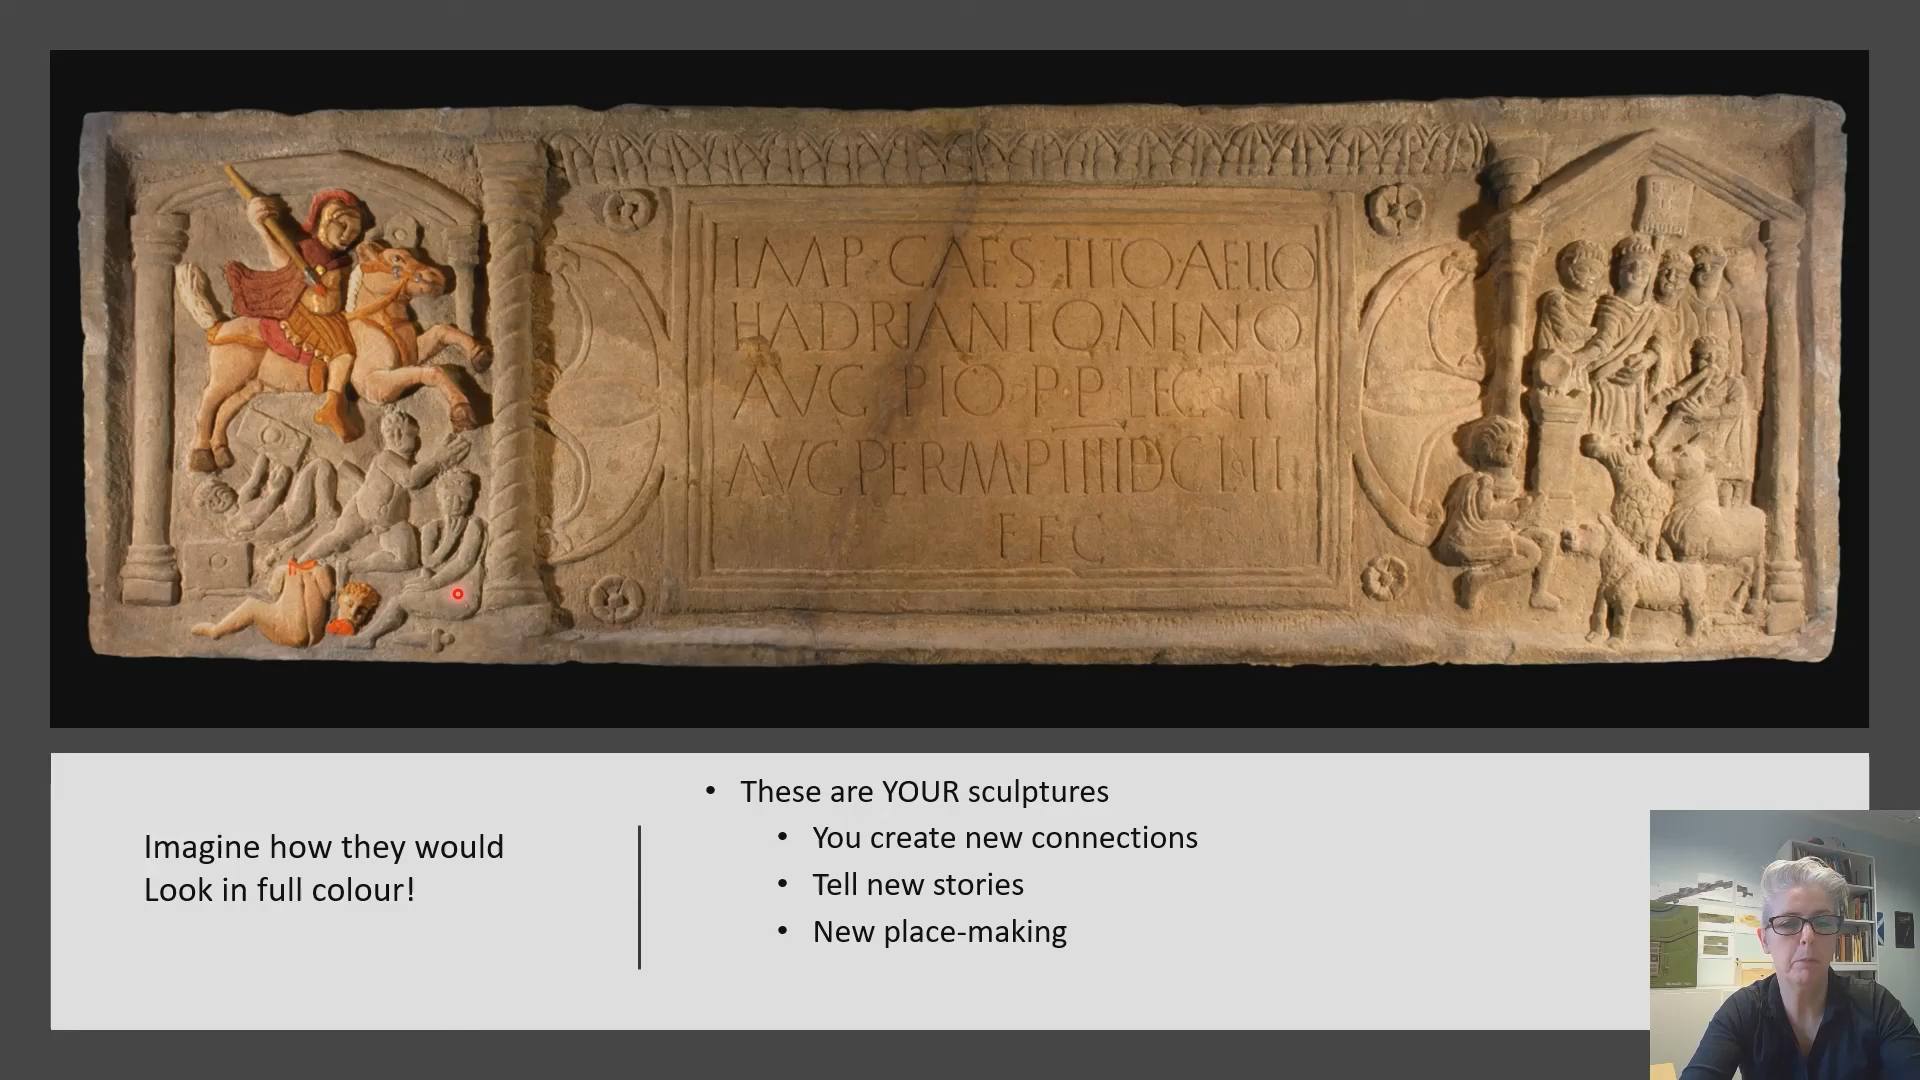 IMP·CAES·TITO·AELIO
HADRIANTONINO
AVG·PIO·P·P·LEG·II
AVG·PER·M·P·IIIIDCLII
FEC
Imagine how they would
Look in full colour!
• These are YOUR sculptures
• You create new connections
• Tell new stories
• New place-making